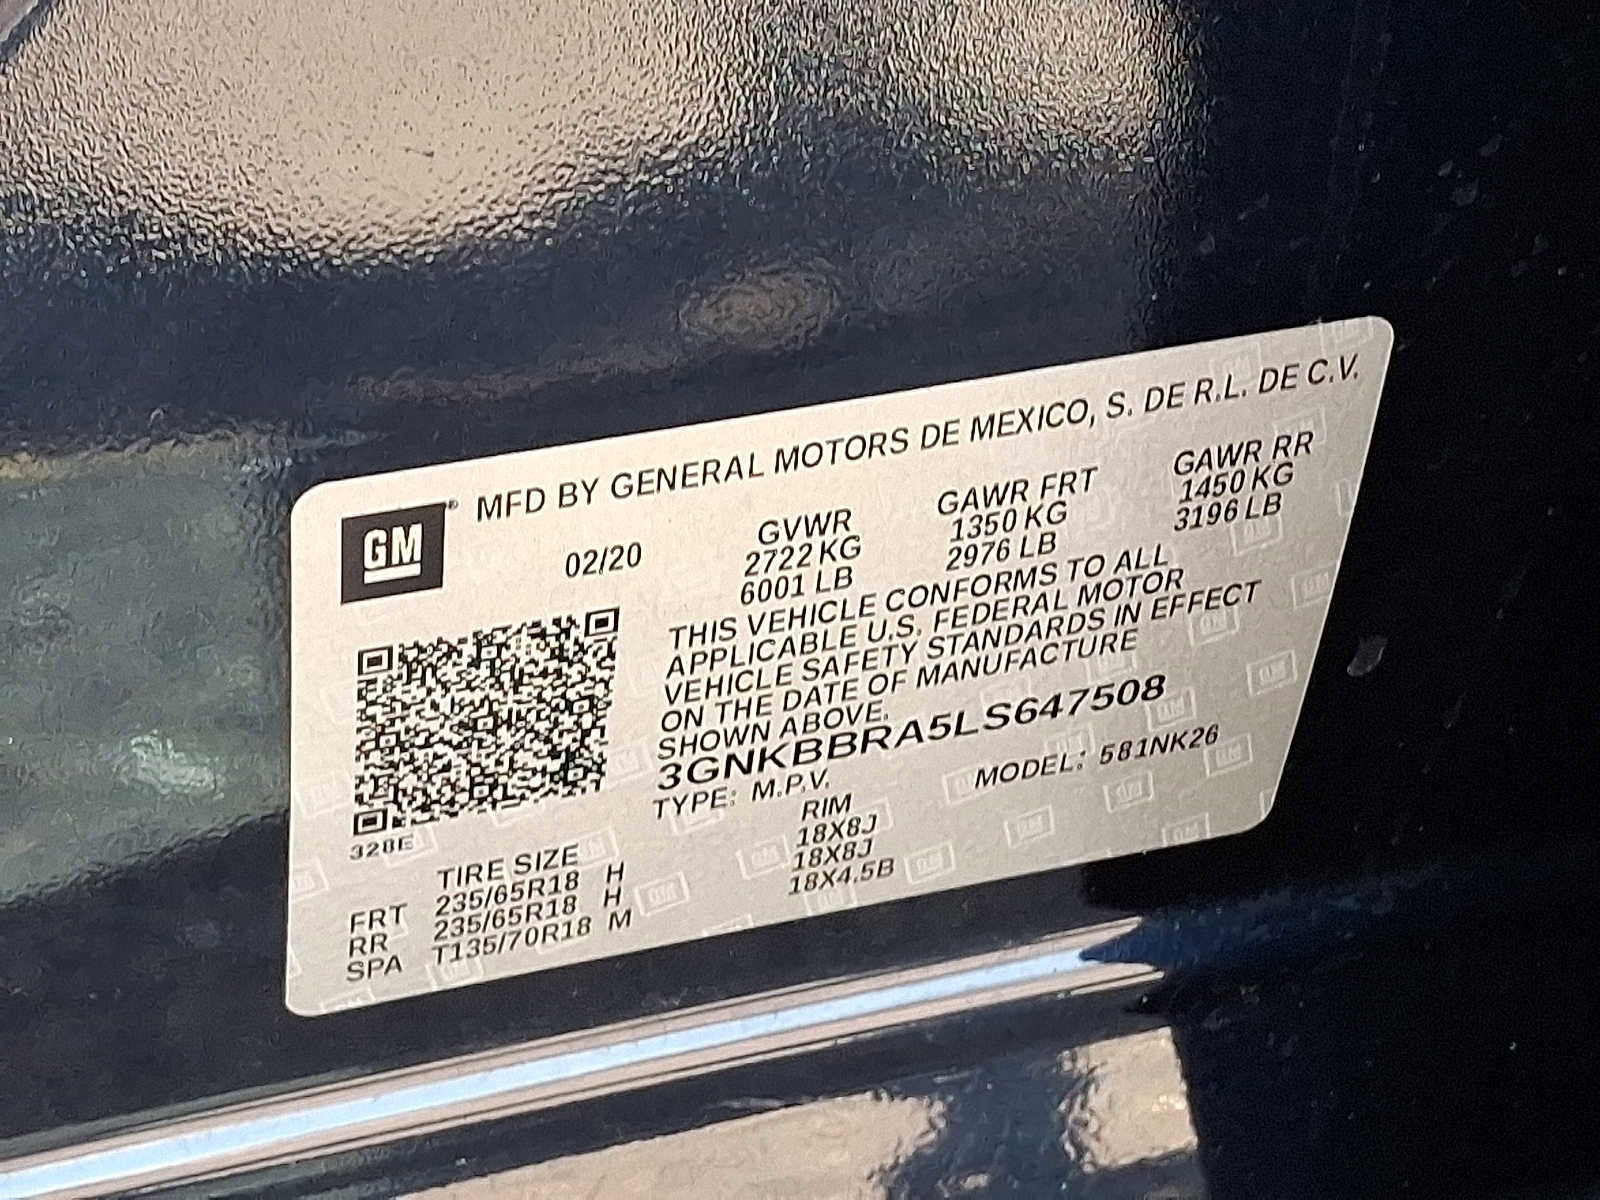 GM ® MFD BY GENERAL MOTORS DE MEXICO, S. DE R.L. DE C.V.
02/20
GVWR GAWR FRT GAWR RR
2722 KG 1350 KG 1450 KG
6001 LB 2976 LB 3196 LB
THIS VEHICLE CONFORMS TO ALL
APPLICABLE U.S. FEDERAL MOTOR
VEHICLE SAFETY STANDARDS IN EFFECT
ON THE DATE OF MANUFACTURE
SHOWN ABOVE.
3GNKBBRA5LS647508
TYPE: M.P.V. MODEL: 581NK26
328E
TIRE SIZE RIM
FRT 235/65R18 H 18X8J
RR 235/65R18 H 18X8J
SPA T135/70R18 M 18X4.5B